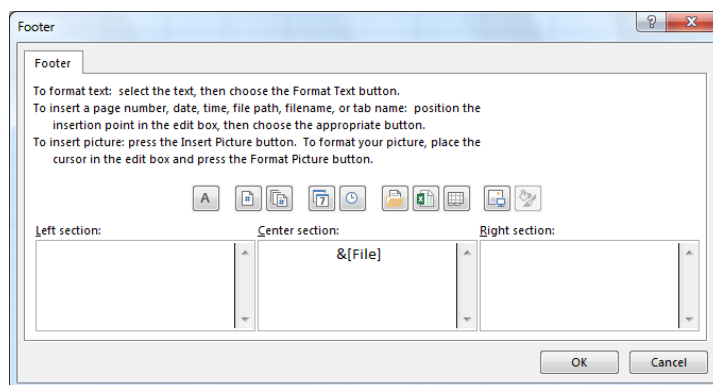 Footer
Footer
To format text: select the text, then choose the Format Text button.
To insert a page number, date, time, file path, filename, or tab name: position the
insertion point in the edit box, then choose the appropriate button.
To insert picture: press the Insert Picture button. To format your picture, place the
cursor in the edit box and press the Format Picture button.
A # # 7
Left section: Center section: Right section:
&[File]
OK Cancel